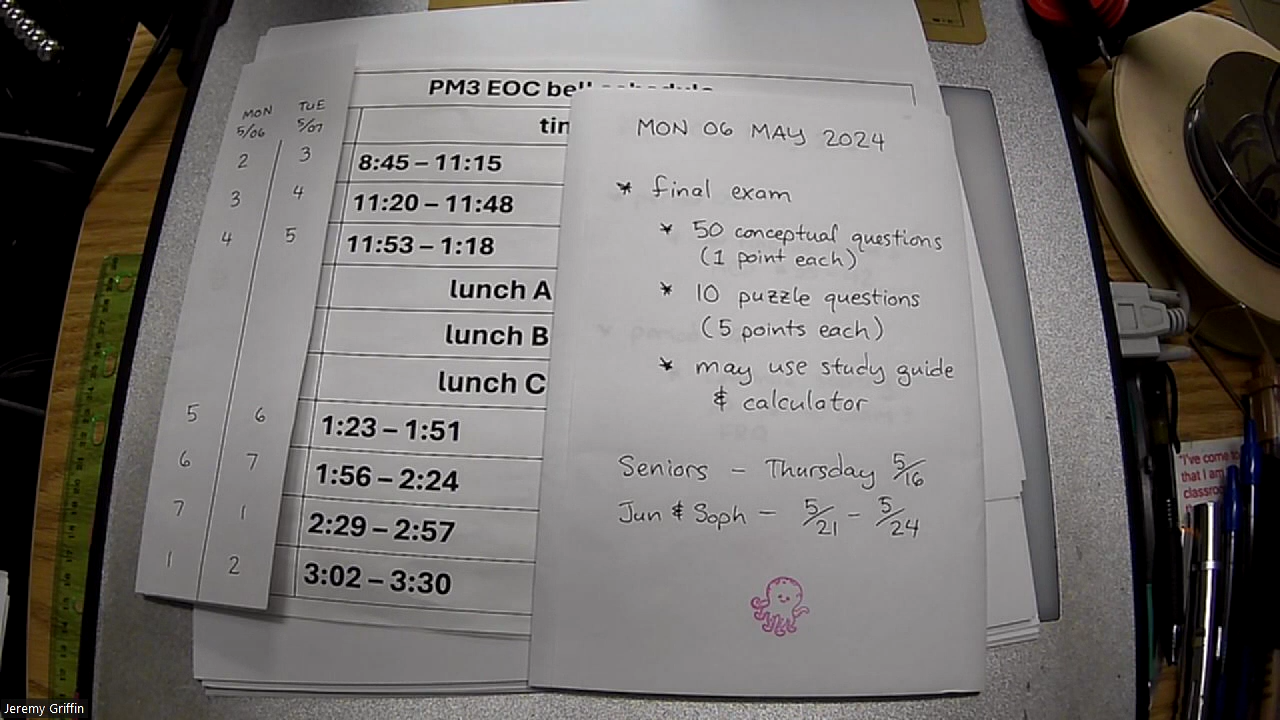 PM3 EOC bell schedule
tin
8:45 – 11:15
11:20 – 11:48
11:53 – 1:18
lunch A
lunch B
lunch C
1:23 – 1:51
1:56 – 2:24
2:29 – 2:57
3:02 – 3:30
MON TUE
5/06 5/07
2 3
3 4
4 5
5 6
6 7
7 1
1 2
MON 06 MAY 2024
* final exam
* 50 conceptual questions
(1 point each)
* 10 puzzle questions
(5 points each)
* may use study guide
& calculator
Seniors – Thursday 5/16
Jun & Soph – 5/21 – 5/24
"I've come to
that I am
classroo
Jeremy Griffin